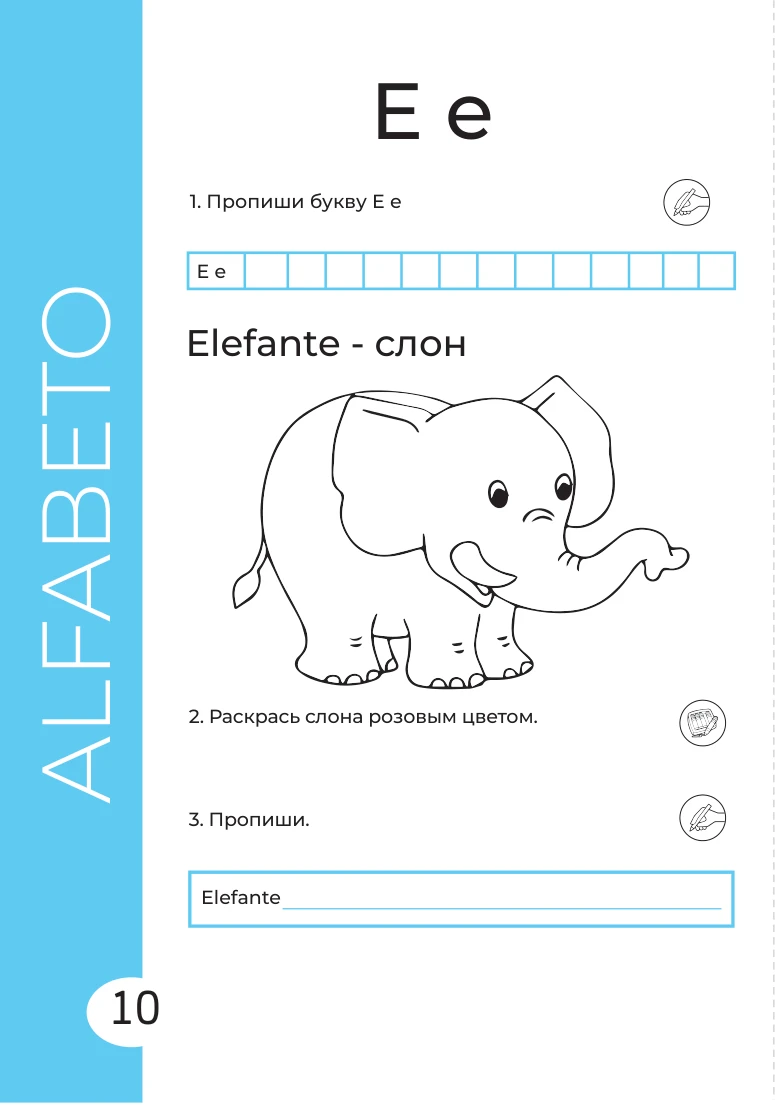 E e
1. Пропиши букву E e
E e
Elefante - слон
2. Раскрась слона розовым цветом.
3. Пропиши.
Elefante
ALFABETO
10